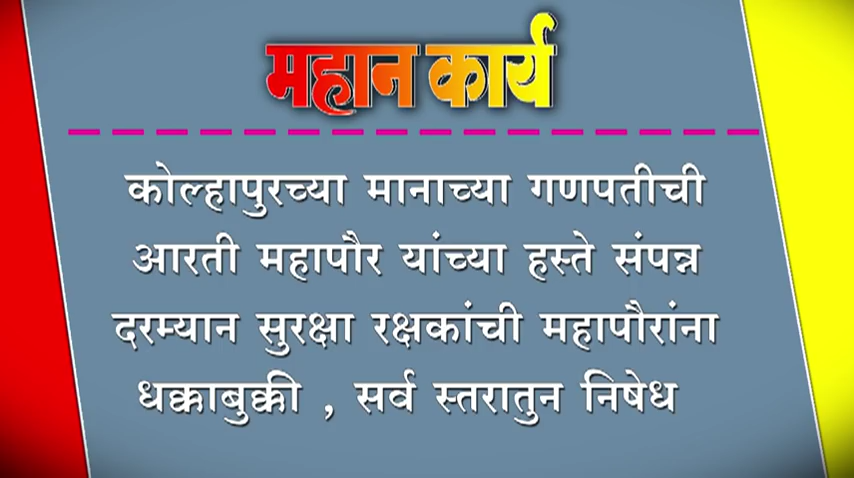 महान कार्य
कोल्हापुरच्या मानाच्या गणपतीची
आरती महापौर यांच्या हस्ते संपन्न
दरम्यान सुरक्षा रक्षकांची महापौरांना
धक्काबुक्की , सर्व स्तरातुन निषेध